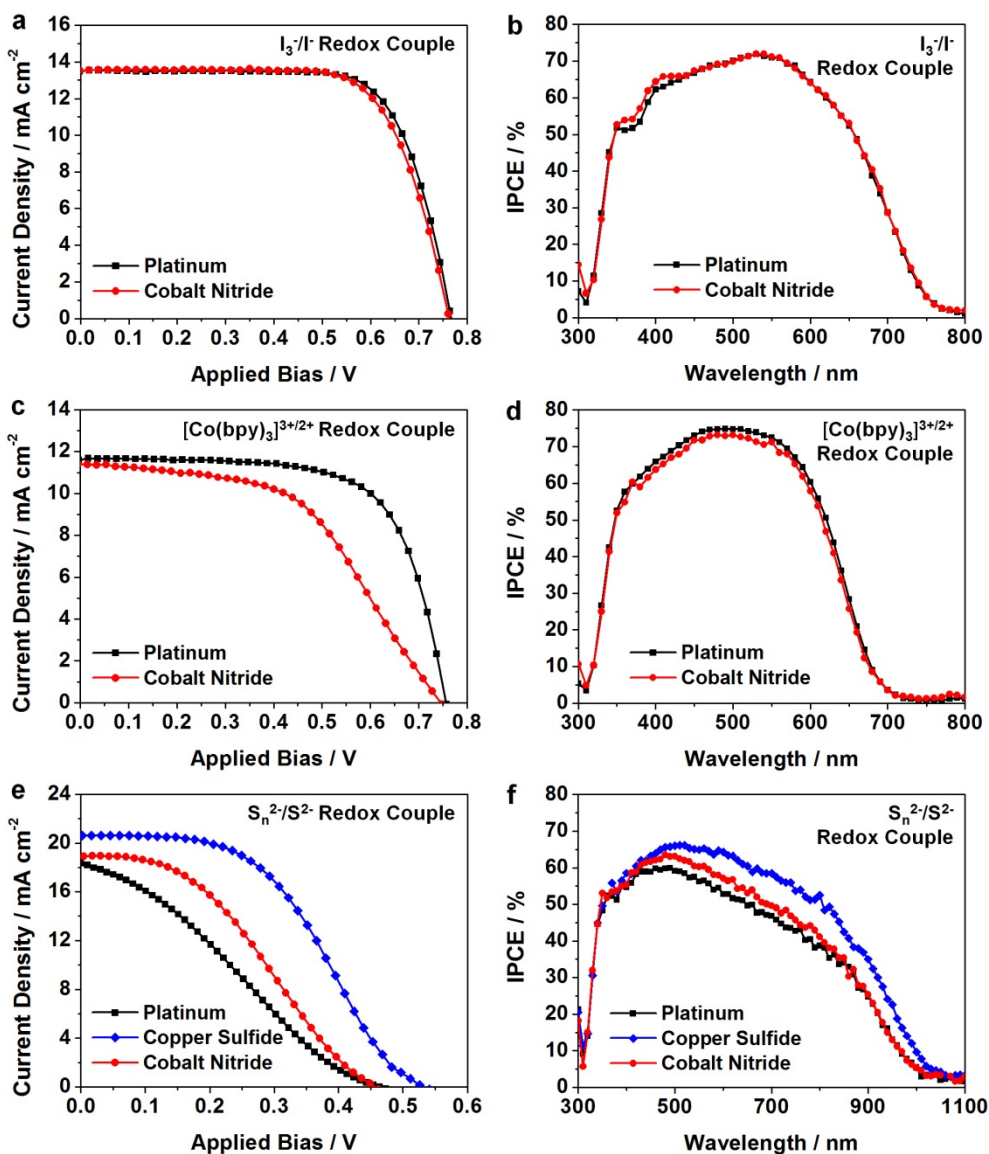 a
I₃⁻/I⁻ Redox Couple
Current Density / mA cm⁻²
16
14
12
10
8
6
4
2
0
Platinum
Cobalt Nitride
0.0 0.1 0.2 0.3 0.4 0.5 0.6 0.7 0.8
Applied Bias / V
b
I₃⁻/I⁻
Redox Couple
IPCE / %
80
70
60
50
40
30
20
10
0
Platinum
Cobalt Nitride
300 400 500 600 700 800
Wavelength / nm
c
[Co(bpy)₃]³⁺/²⁺ Redox Couple
Current Density / mA cm⁻²
14
12
10
8
6
4
2
0
Platinum
Cobalt Nitride
0.0 0.1 0.2 0.3 0.4 0.5 0.6 0.7 0.8
Applied Bias / V
d
[Co(bpy)₃]³⁺/²⁺
Redox Couple
IPCE / %
80
70
60
50
40
30
20
10
0
Platinum
Cobalt Nitride
300 400 500 600 700 800
Wavelength / nm
e
Sₙ²⁻/S²⁻ Redox Couple
Current Density / mA cm⁻²
24
20
16
12
8
4
0
Platinum
Copper Sulfide
Cobalt Nitride
0.0 0.1 0.2 0.3 0.4 0.5 0.6
Applied Bias / V
f
Sₙ²⁻/S²⁻
Redox Couple
IPCE / %
80
70
60
50
40
30
20
10
0
Platinum
Copper Sulfide
Cobalt Nitride
300 500 700 900 1100
Wavelength / nm